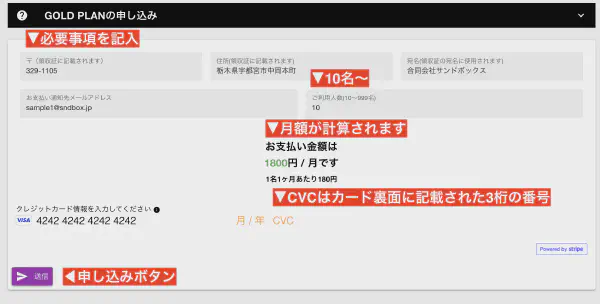 GOLD PLANの申し込み
▼必要事項を記入
〒（領収証に記載されます）
329-1105
住所(領収証に記載されます)
栃木県宇都宮市中岡本町
宛名(領収証の宛名に使用されます)
合同会社サンドボックス
▼10名〜
お支払い通知先メールアドレス
sample1@sndbox.jp
ご利用人数(10〜999名)
10
▼月額が計算されます
お支払い金額は
1800円 / 月です
1名1ヶ月あたり180円
▼CVCはカード裏面に記載された3桁の番号
クレジットカード情報を入力してください
VISA 4242 4242 4242 4242 月 / 年 CVC
Powered by stripe
送信
◀申し込みボタン